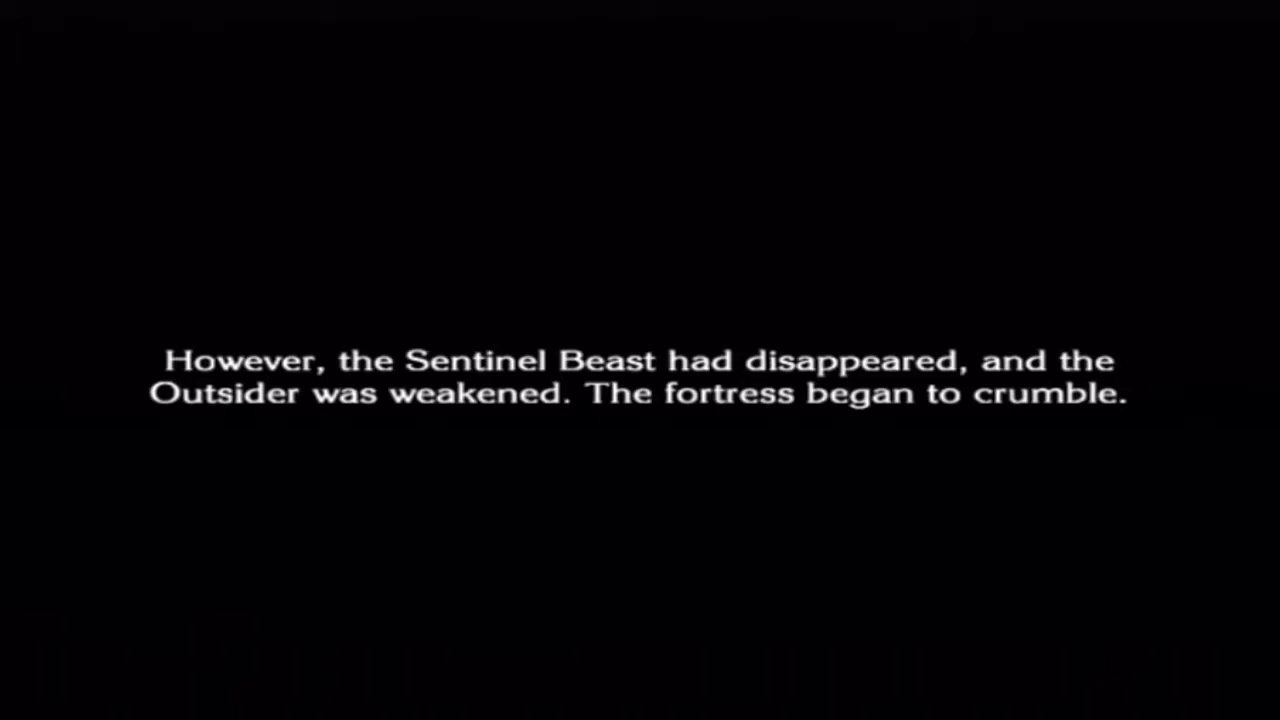 However, the Sentinel Beast had disappeared, and the
Outsider was weakened. The fortress began to crumble.